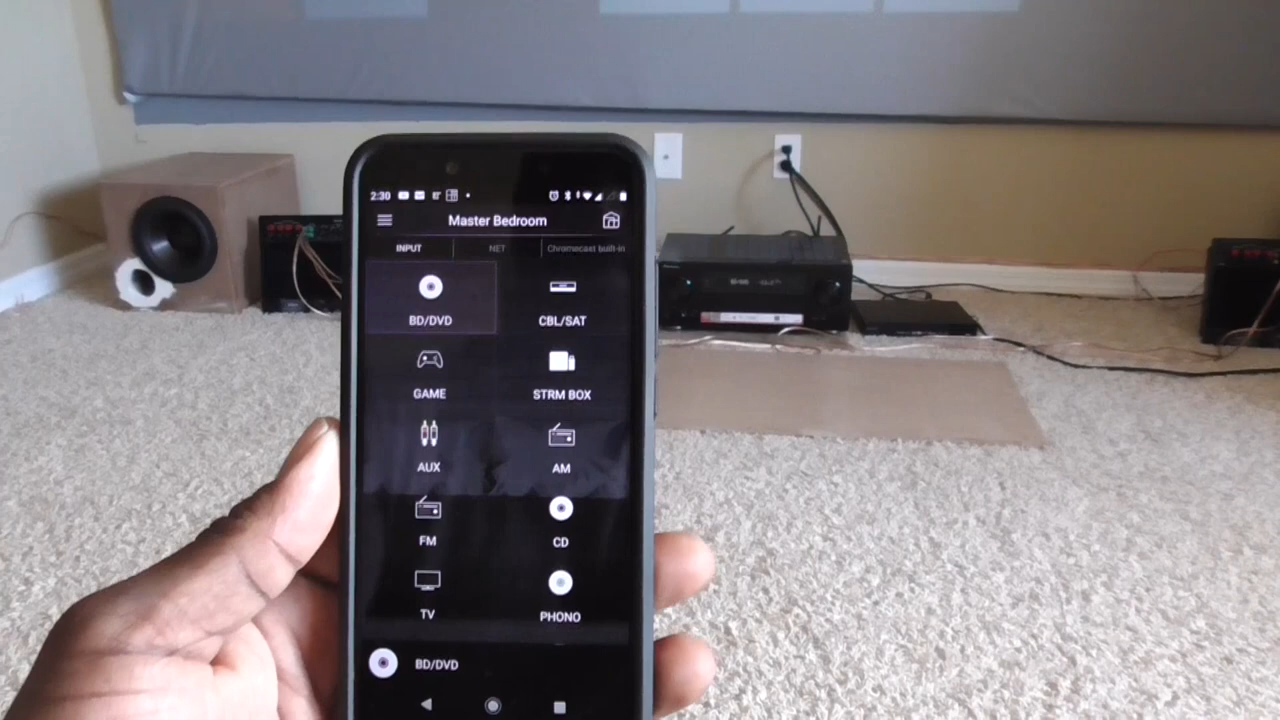 2:30
Master Bedroom
INPUT NET Chromecast built-in
BD/DVD CBL/SAT
GAME STRM BOX
AUX AM
FM CD
TV PHONO
BD/DVD